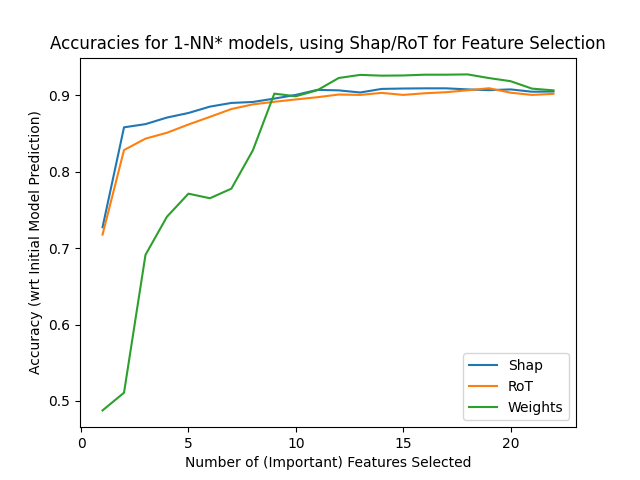 Accuracies for 1-NN* models, using Shap/RoT for Feature Selection
Accuracy (wrt Initial Model Prediction)
0.9
0.8
0.7
0.6
0.5
Shap
RoT
Weights
0 5 10 15 20
Number of (Important) Features Selected